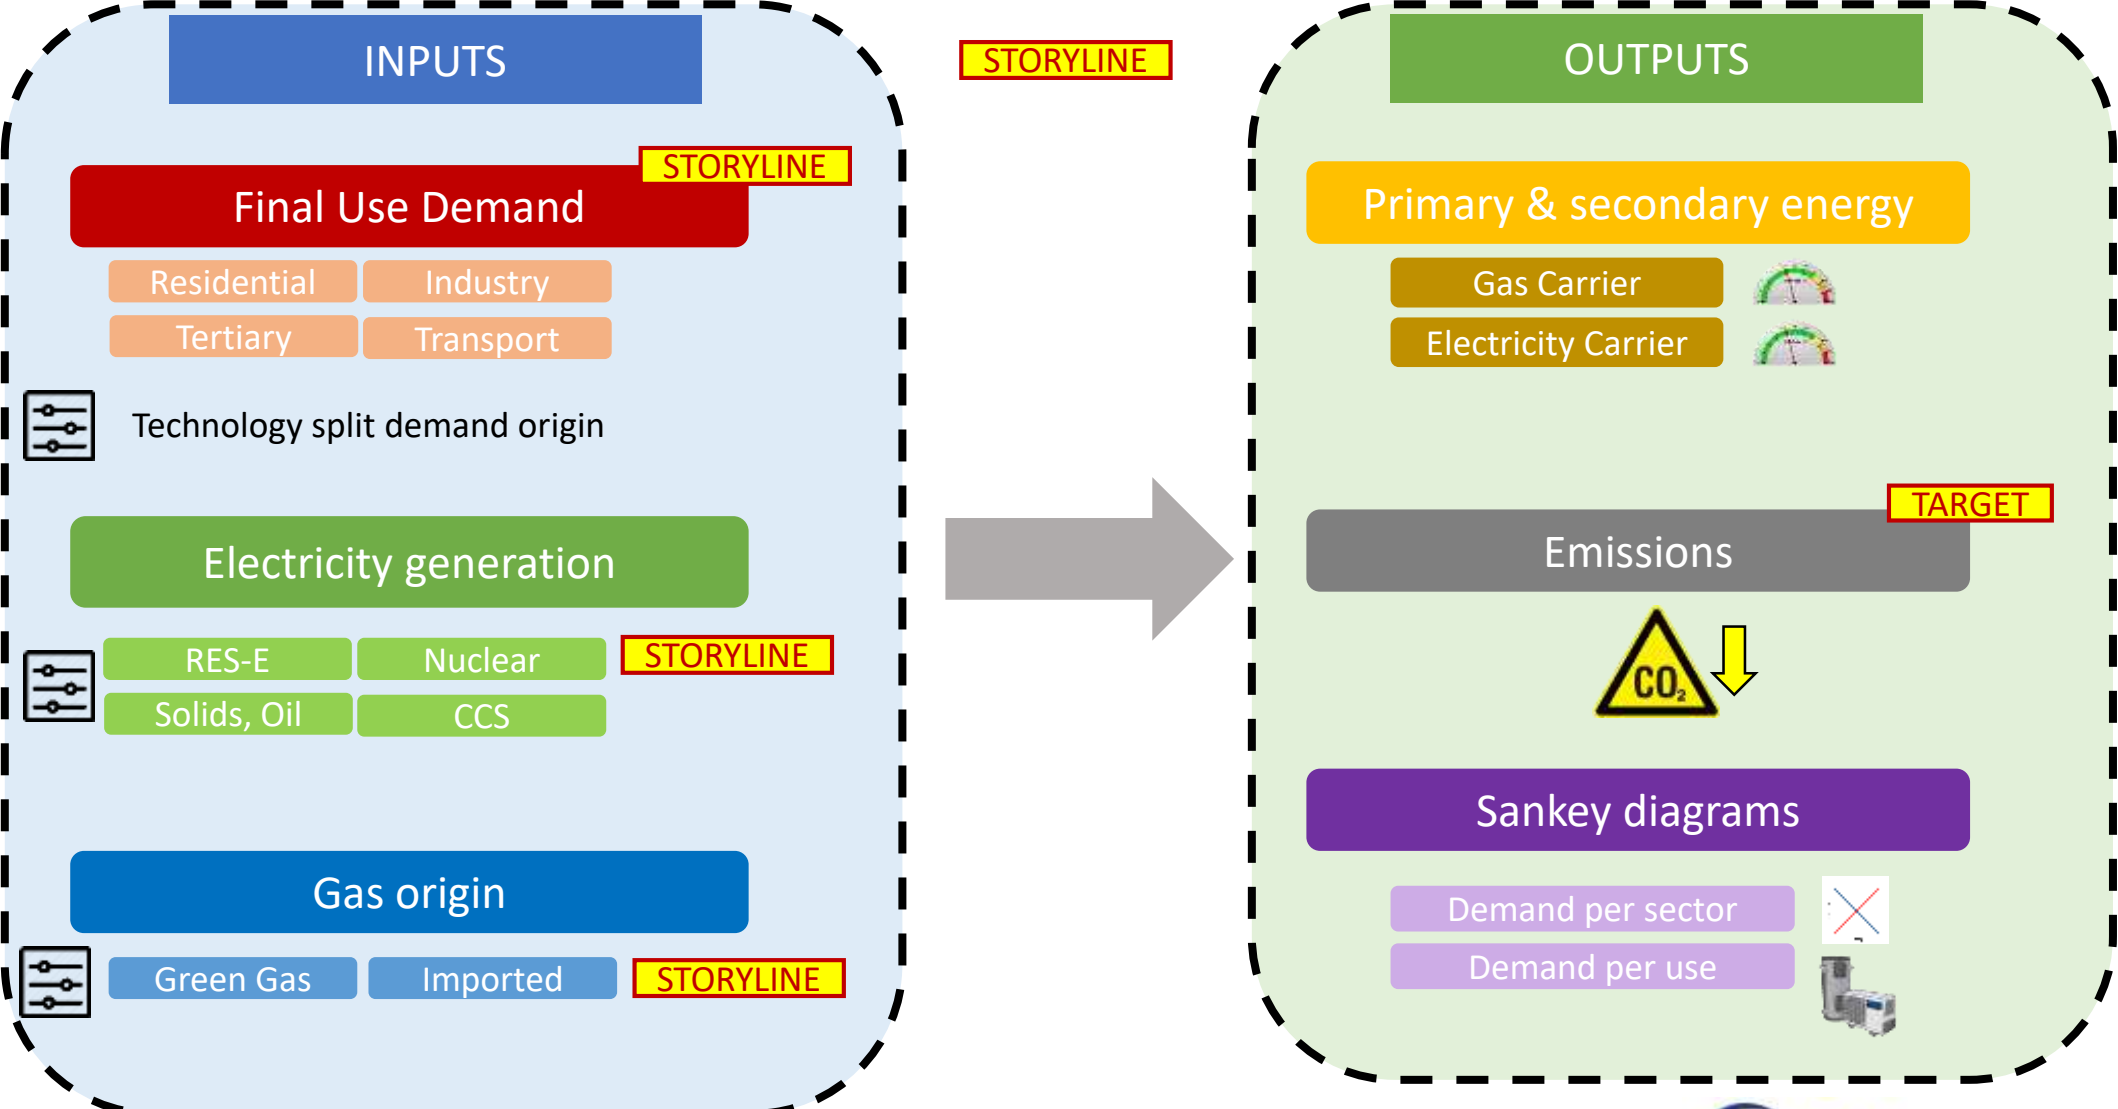 INPUTS
STORYLINE
Final Use Demand
Residential
Industry
Tertiary
Transport
Technology split demand origin
Electricity generation
RES-E
Nuclear
STORYLINE
Solids, Oil
CCS
Gas origin
Green Gas
Imported
STORYLINE
STORYLINE
OUTPUTS
Primary & secondary energy
Gas Carrier
Electricity Carrier
TARGET
Emissions
CO₂
Sankey diagrams
Demand per sector
Demand per use